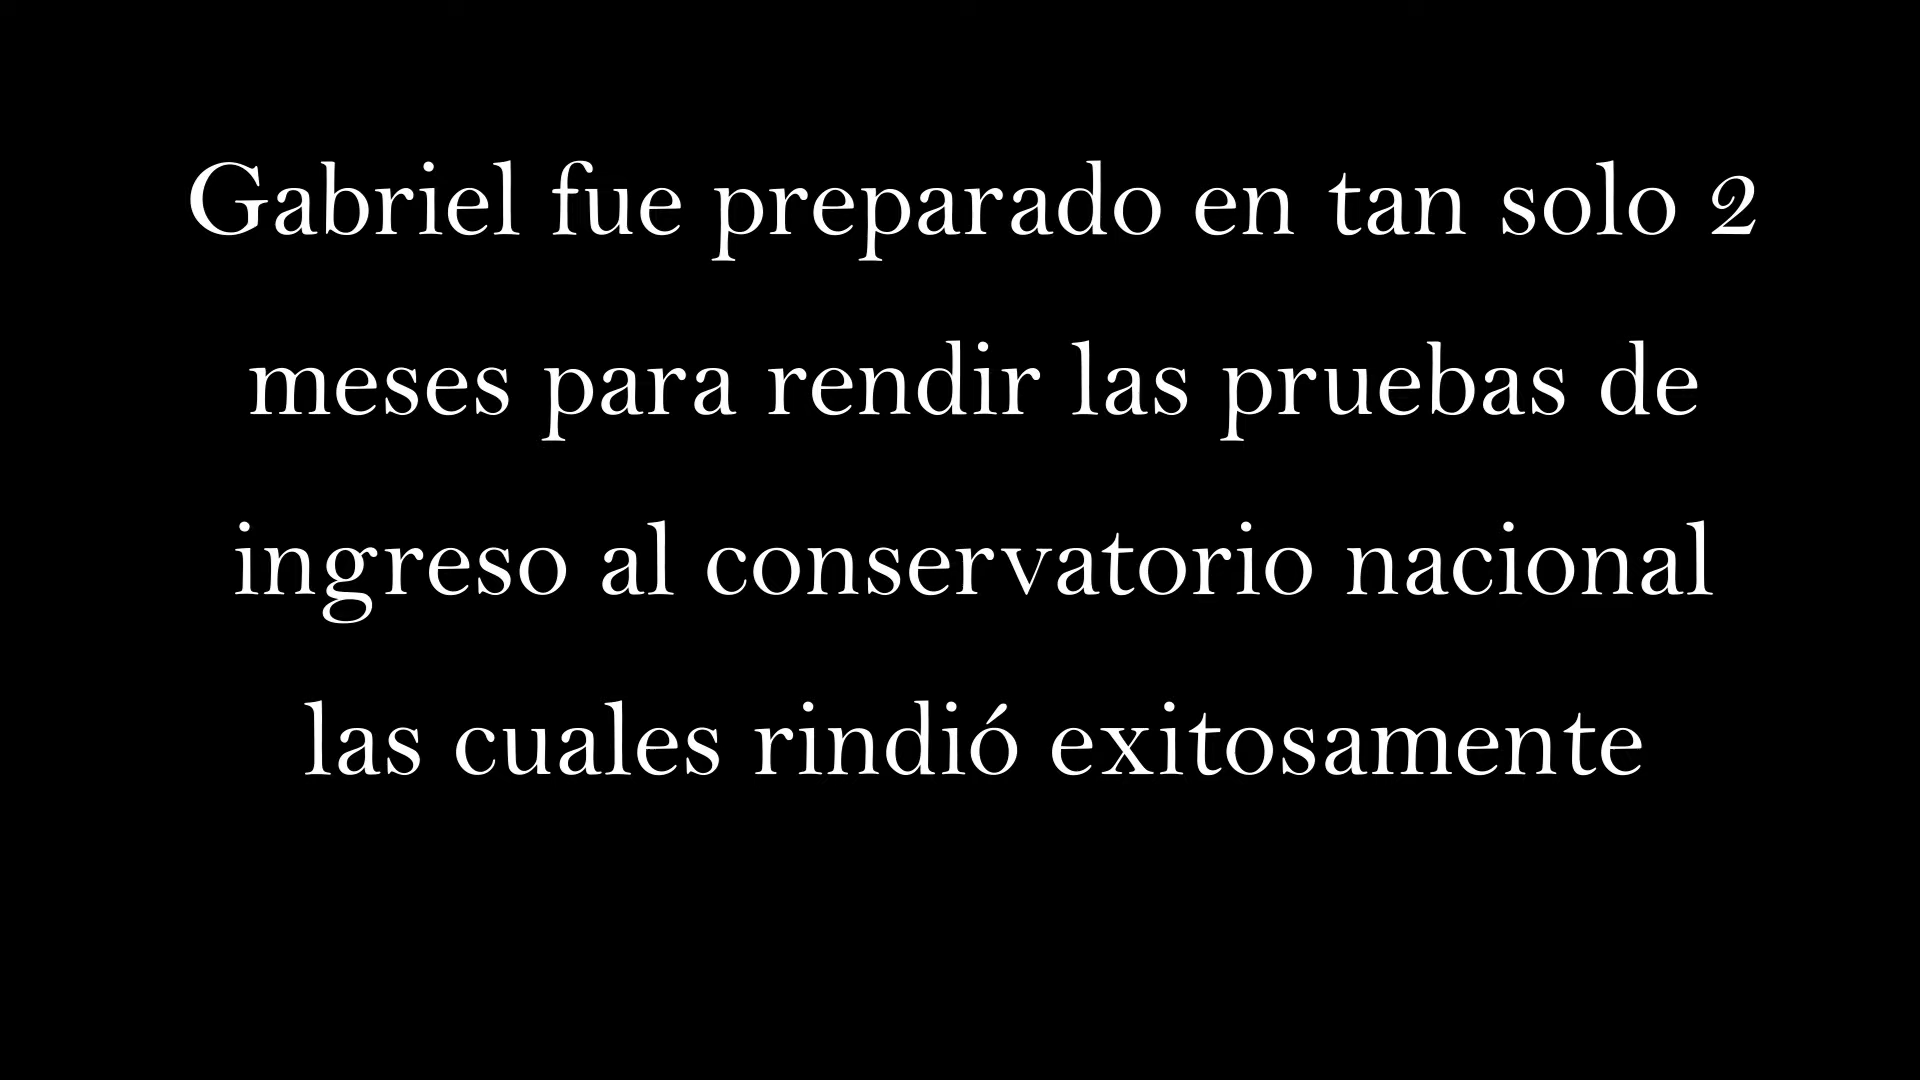 Gabriel fue preparado en tan solo 2
meses para rendir las pruebas de
ingreso al conservatorio nacional
las cuales rindió exitosamente